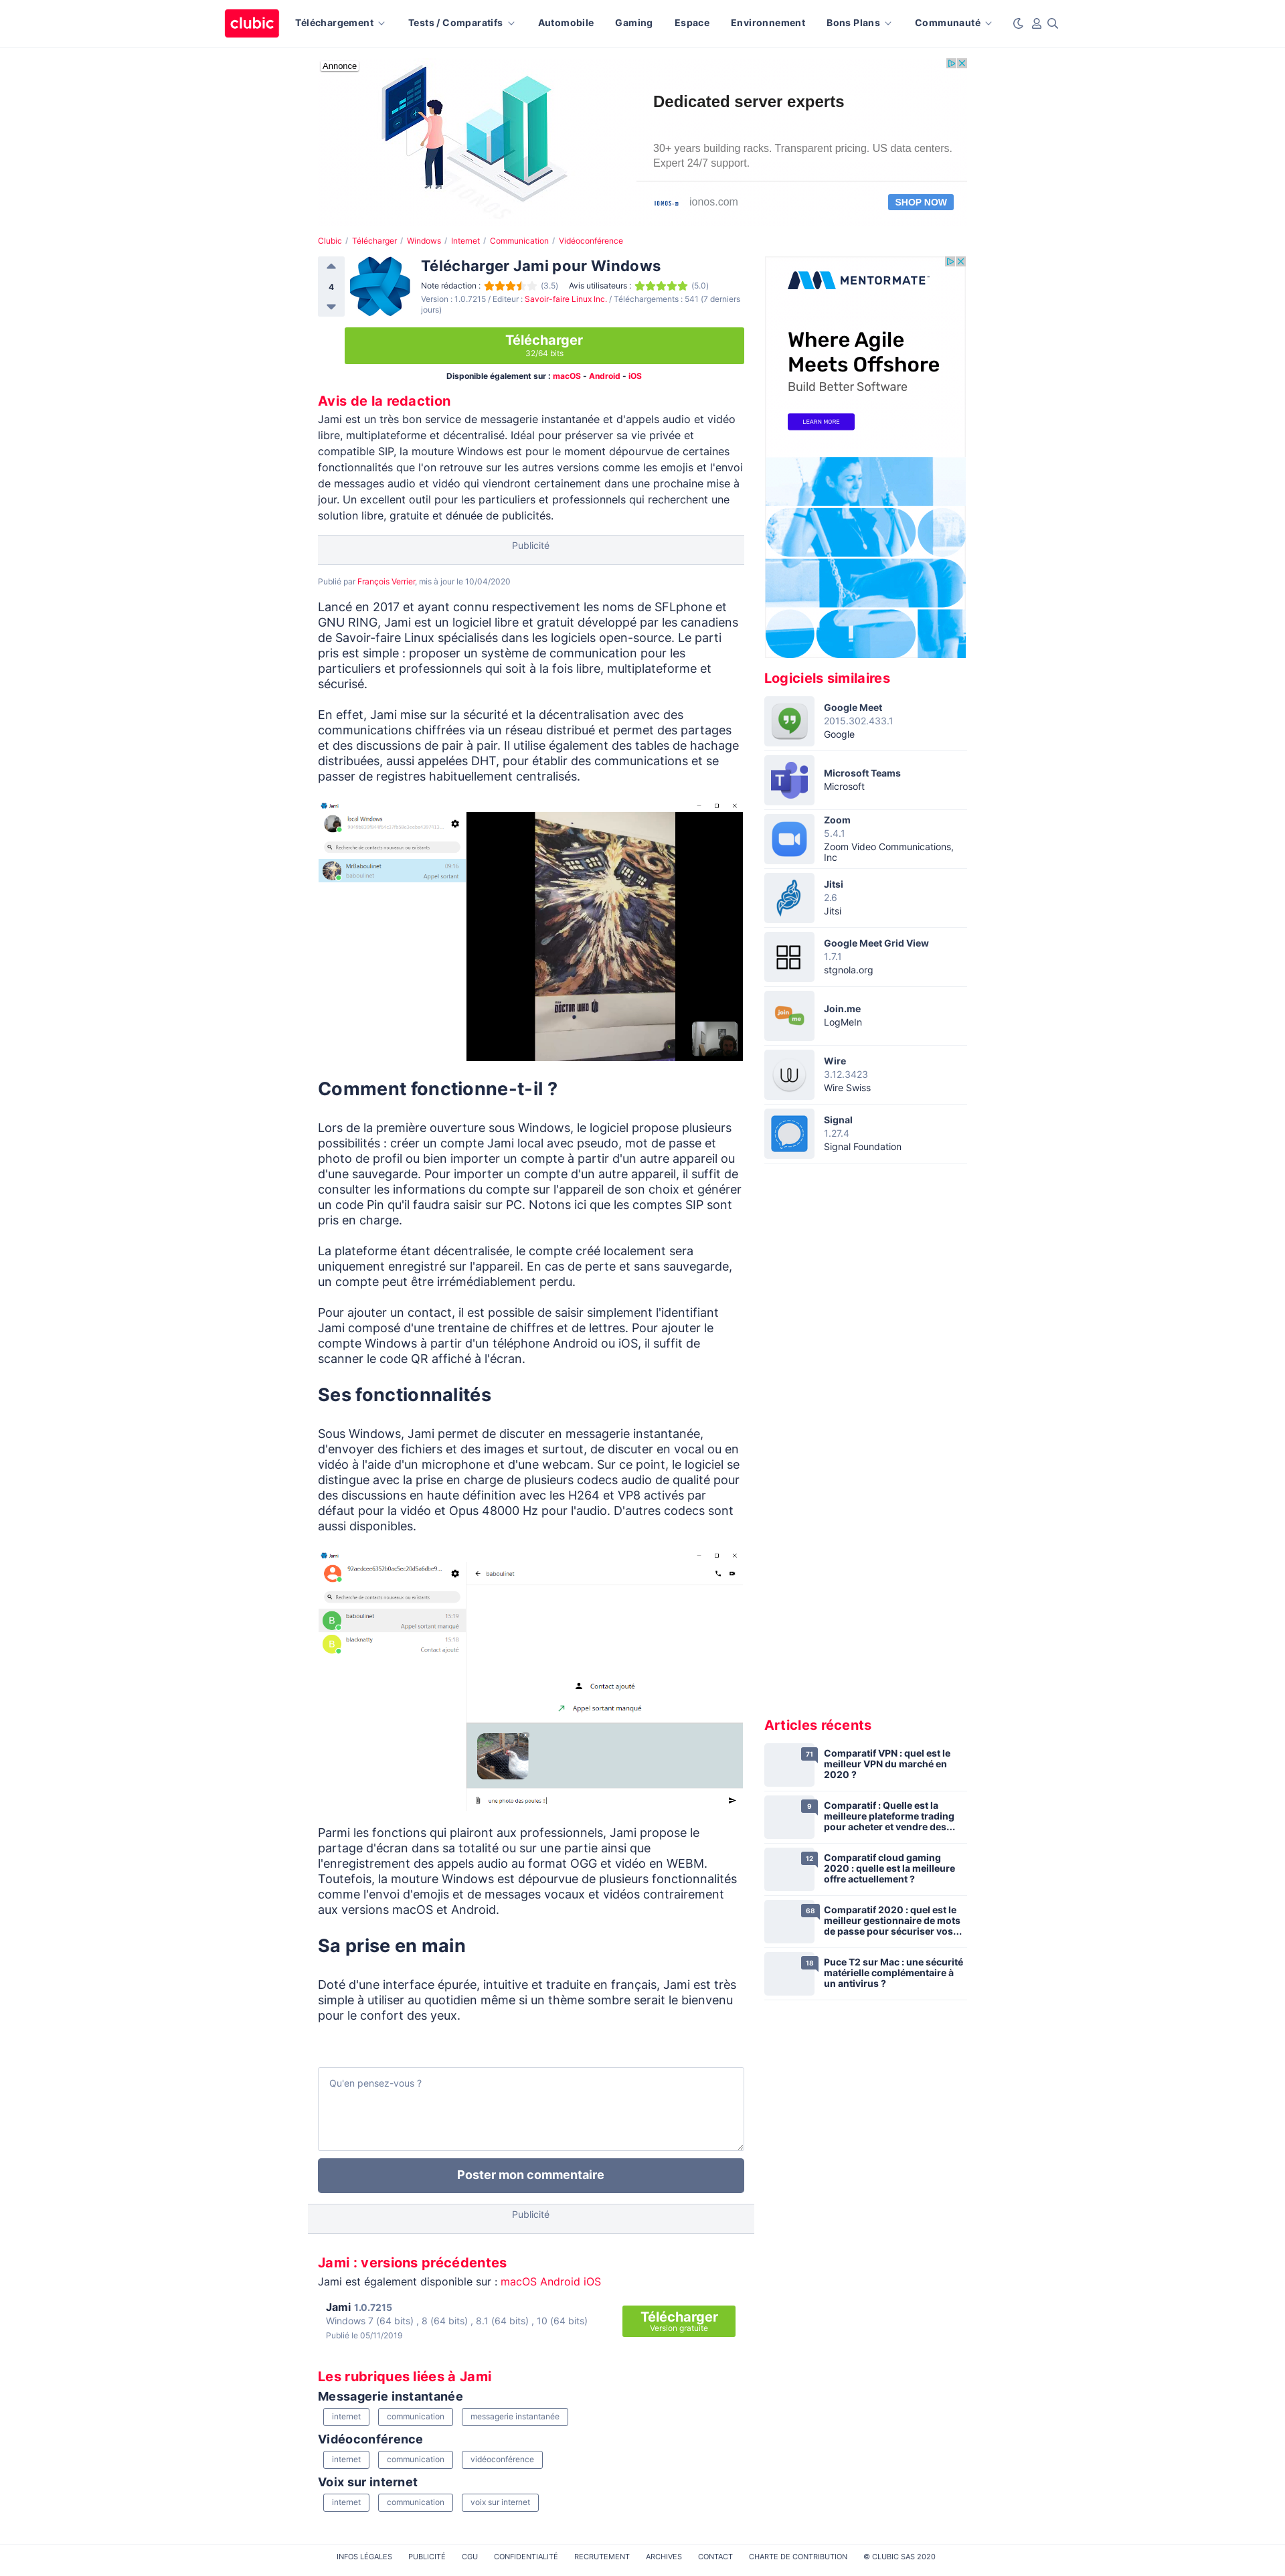 clubic
Téléchargement
Tests / Comparatifs
Automobile
Gaming
Espace
Environnement
Bons Plans
Communauté
Annonce
Dedicated server experts
30+ years building racks. Transparent pricing. US data centers.
Expert 24/7 support.
IONOS
ionos.com
SHOP NOW
Clubic / Télécharger / Windows / Internet / Communication / Vidéoconférence
4
Télécharger Jami pour Windows
Note rédaction : (3.5) Avis utilisateurs : (5.0)
Version : 1.0.7215 / Editeur : Savoir-faire Linux Inc. / Téléchargements : 541 (7 derniers
jours)
Télécharger
32/64 bits
Disponible également sur : macOS - Android - iOS
Avis de la redaction
Jami est un très bon service de messagerie instantanée et d'appels audio et vidéo
libre, multiplateforme et décentralisé. Idéal pour préserver sa vie privée et
compatible SIP, la mouture Windows est pour le moment dépourvue de certaines
fonctionnalités que l'on retrouve sur les autres versions comme les emojis et l'envoi
de messages audio et vidéo qui viendront certainement dans une prochaine mise à
jour. Un excellent outil pour les particuliers et professionnels qui recherchent une
solution libre, gratuite et dénuée de publicités.
Publicité
Publié par François Verrier, mis à jour le 10/04/2020
Lancé en 2017 et ayant connu respectivement les noms de SFLphone et
GNU RING, Jami est un logiciel libre et gratuit développé par les canadiens
de Savoir-faire Linux spécialisés dans les logiciels open-source. Le parti
pris est simple : proposer un système de communication pour les
particuliers et professionnels qui soit à la fois libre, multiplateforme et
sécurisé.
En effet, Jami mise sur la sécurité et la décentralisation avec des
communications chiffrées via un réseau distribué et permet des partages
et des discussions de pair à pair. Il utilise également des tables de hachage
distribuées, aussi appelées DHT, pour établir des communications et se
passer de registres habituellement centralisés.
Jami
local Windows
Recherche de contacts nouveaux ou existants
Mrllaboulinet 09:16
baboulinet Appel sortant
DOCTOR WHO
Comment fonctionne-t-il ?
Lors de la première ouverture sous Windows, le logiciel propose plusieurs
possibilités : créer un compte Jami local avec pseudo, mot de passe et
photo de profil ou bien importer un compte à partir d'un autre appareil ou
d'une sauvegarde. Pour importer un compte d'un autre appareil, il suffit de
consulter les informations du compte sur l'appareil de son choix et générer
un code Pin qu'il faudra saisir sur PC. Notons ici que les comptes SIP sont
pris en charge.
La plateforme étant décentralisée, le compte créé localement sera
uniquement enregistré sur l'appareil. En cas de perte et sans sauvegarde,
un compte peut être irrémédiablement perdu.
Pour ajouter un contact, il est possible de saisir simplement l'identifiant
Jami composé d'une trentaine de chiffres et de lettres. Pour ajouter le
compte Windows à partir d'un téléphone Android ou iOS, il suffit de
scanner le code QR affiché à l'écran.
Ses fonctionnalités
Sous Windows, Jami permet de discuter en messagerie instantanée,
d'envoyer des fichiers et des images et surtout, de discuter en vocal ou en
vidéo à l'aide d'un microphone et d'une webcam. Sur ce point, le logiciel se
distingue avec la prise en charge de plusieurs codecs audio de qualité pour
des discussions en haute définition avec les H264 et VP8 activés par
défaut pour la vidéo et Opus 48000 Hz pour l'audio. D'autres codecs sont
aussi disponibles.
Jami
92aedcee6352b0ac5ec20d5a6dbe9...
baboulinet
Recherche de contacts nouveaux ou existants
B baboulinet 15:19
Appel sortant manqué
B blacknally 15:18
Contact ajouté
Contact ajouté
Appel sortant manqué
une photo des poules !
Parmi les fonctions qui plairont aux professionnels, Jami propose le
partage d'écran dans sa totalité ou sur une partie ainsi que
l'enregistrement des appels audio au format OGG et vidéo en WEBM.
Toutefois, la mouture Windows est dépourvue de plusieurs fonctionnalités
comme l'envoi d'emojis et de messages vocaux et vidéos contrairement
aux versions macOS et Android.
Sa prise en main
Doté d'une interface épurée, intuitive et traduite en français, Jami est très
simple à utiliser au quotidien même si un thème sombre serait le bienvenu
pour le confort des yeux.
Qu'en pensez-vous ?
Poster mon commentaire
Publicité
Jami : versions précédentes
Jami est également disponible sur : macOS Android iOS
Jami 1.0.7215
Windows 7 (64 bits) , 8 (64 bits) , 8.1 (64 bits) , 10 (64 bits)
Publié le 05/11/2019
Télécharger
Version gratuite
Les rubriques liées à Jami
Messagerie instantanée
internet communication messagerie instantanée
Vidéoconférence
internet communication vidéoconférence
Voix sur internet
internet communication voix sur internet
MENTORMATE
Where Agile
Meets Offshore
Build Better Software
LEARN MORE
Logiciels similaires
Google Meet
2015.302.433.1
Google
Microsoft Teams
Microsoft
Zoom
5.4.1
Zoom Video Communications,
Inc
Jitsi
2.6
Jitsi
Google Meet Grid View
1.7.1
stgnola.org
join me
Join.me
LogMeIn
Wire
3.12.3423
Wire Swiss
Signal
1.27.4
Signal Foundation
Articles récents
71
Comparatif VPN : quel est le
meilleur VPN du marché en
2020 ?
9
Comparatif : Quelle est la
meilleure plateforme trading
pour acheter et vendre des...
12
Comparatif cloud gaming
2020 : quelle est la meilleure
offre actuellement ?
68
Comparatif 2020 : quel est le
meilleur gestionnaire de mots
de passe pour sécuriser vos...
18
Puce T2 sur Mac : une sécurité
matérielle complémentaire à
un antivirus ?
INFOS LÉGALES PUBLICITÉ CGU CONFIDENTIALITÉ RECRUTEMENT ARCHIVES CONTACT CHARTE DE CONTRIBUTION © CLUBIC SAS 2020